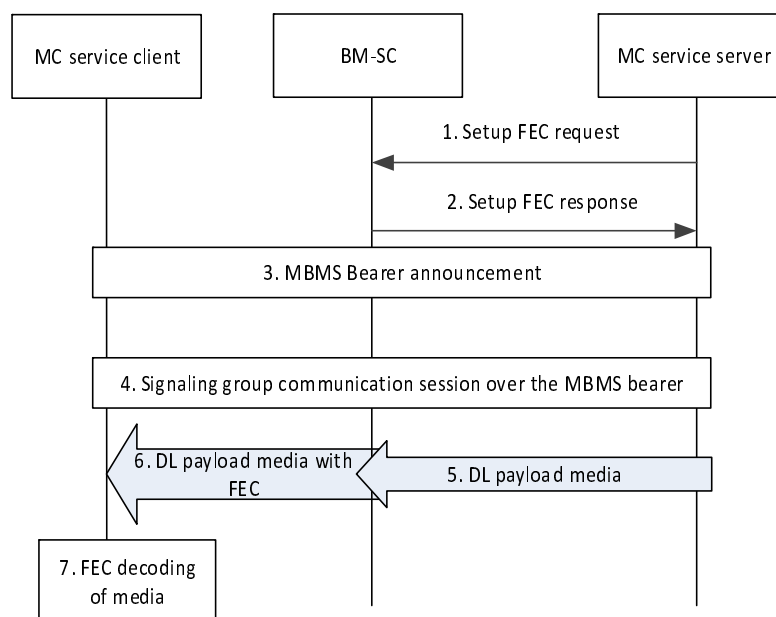 MC service client
BM-SC
MC service server
1. Setup FEC request
2. Setup FEC response
3. MBMS Bearer announcement
4. Signaling group communication session over the MBMS bearer
6. DL payload media with
FEC
5. DL payload media
7. FEC decoding
of media